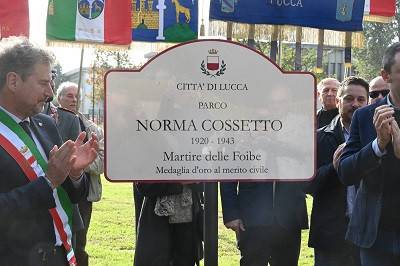 LUCCA
CITTA' DI LUCCA
PARCO
NORMA COSSETTO
1920 - 1943
Martire delle Foibe
Medaglia d'oro al merito civile